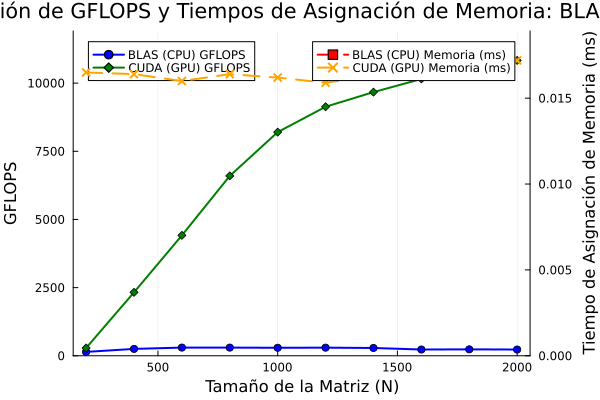 ión de GFLOPS y Tiempos de Asignación de Memoria: BLA
BLAS (CPU) GFLOPS
CUDA (GPU) GFLOPS
BLAS (CPU) Memoria (ms)
CUDA (GPU) Memoria (ms)
GFLOPS
10000
7500
5000
2500
0
500
1000
1500
2000
Tamaño de la Matriz (N)
0.015
0.010
0.005
0.000
Tiempo de Asignación de Memoria (ms)